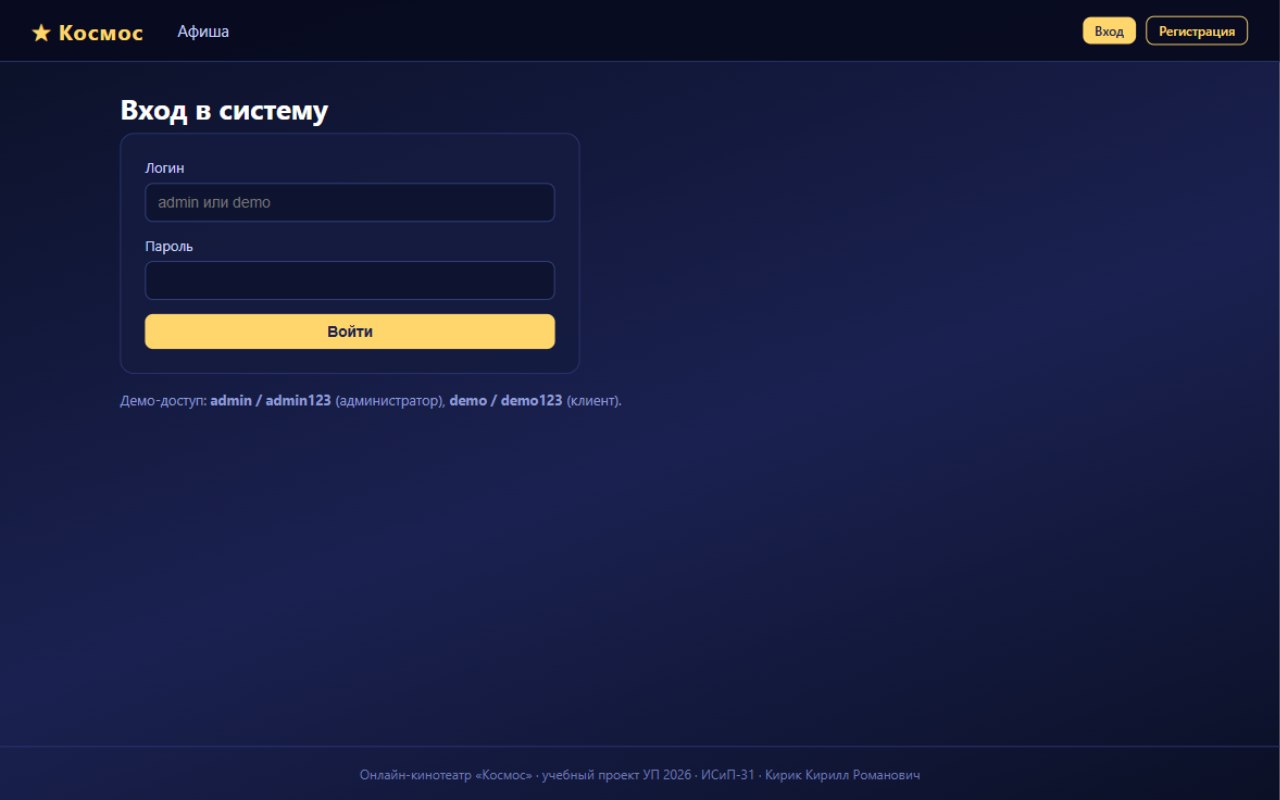 ★ Космос Афиша Вход Регистрация
Вход в систему
Логин
admin или demo
Пароль
Войти
Демо-доступ: admin / admin123 (администратор), demo / demo123 (клиент).
Онлайн-кинотеатр «Космос» · учебный проект УП 2026 · ИСиП-31 · Кирик Кирилл Романович